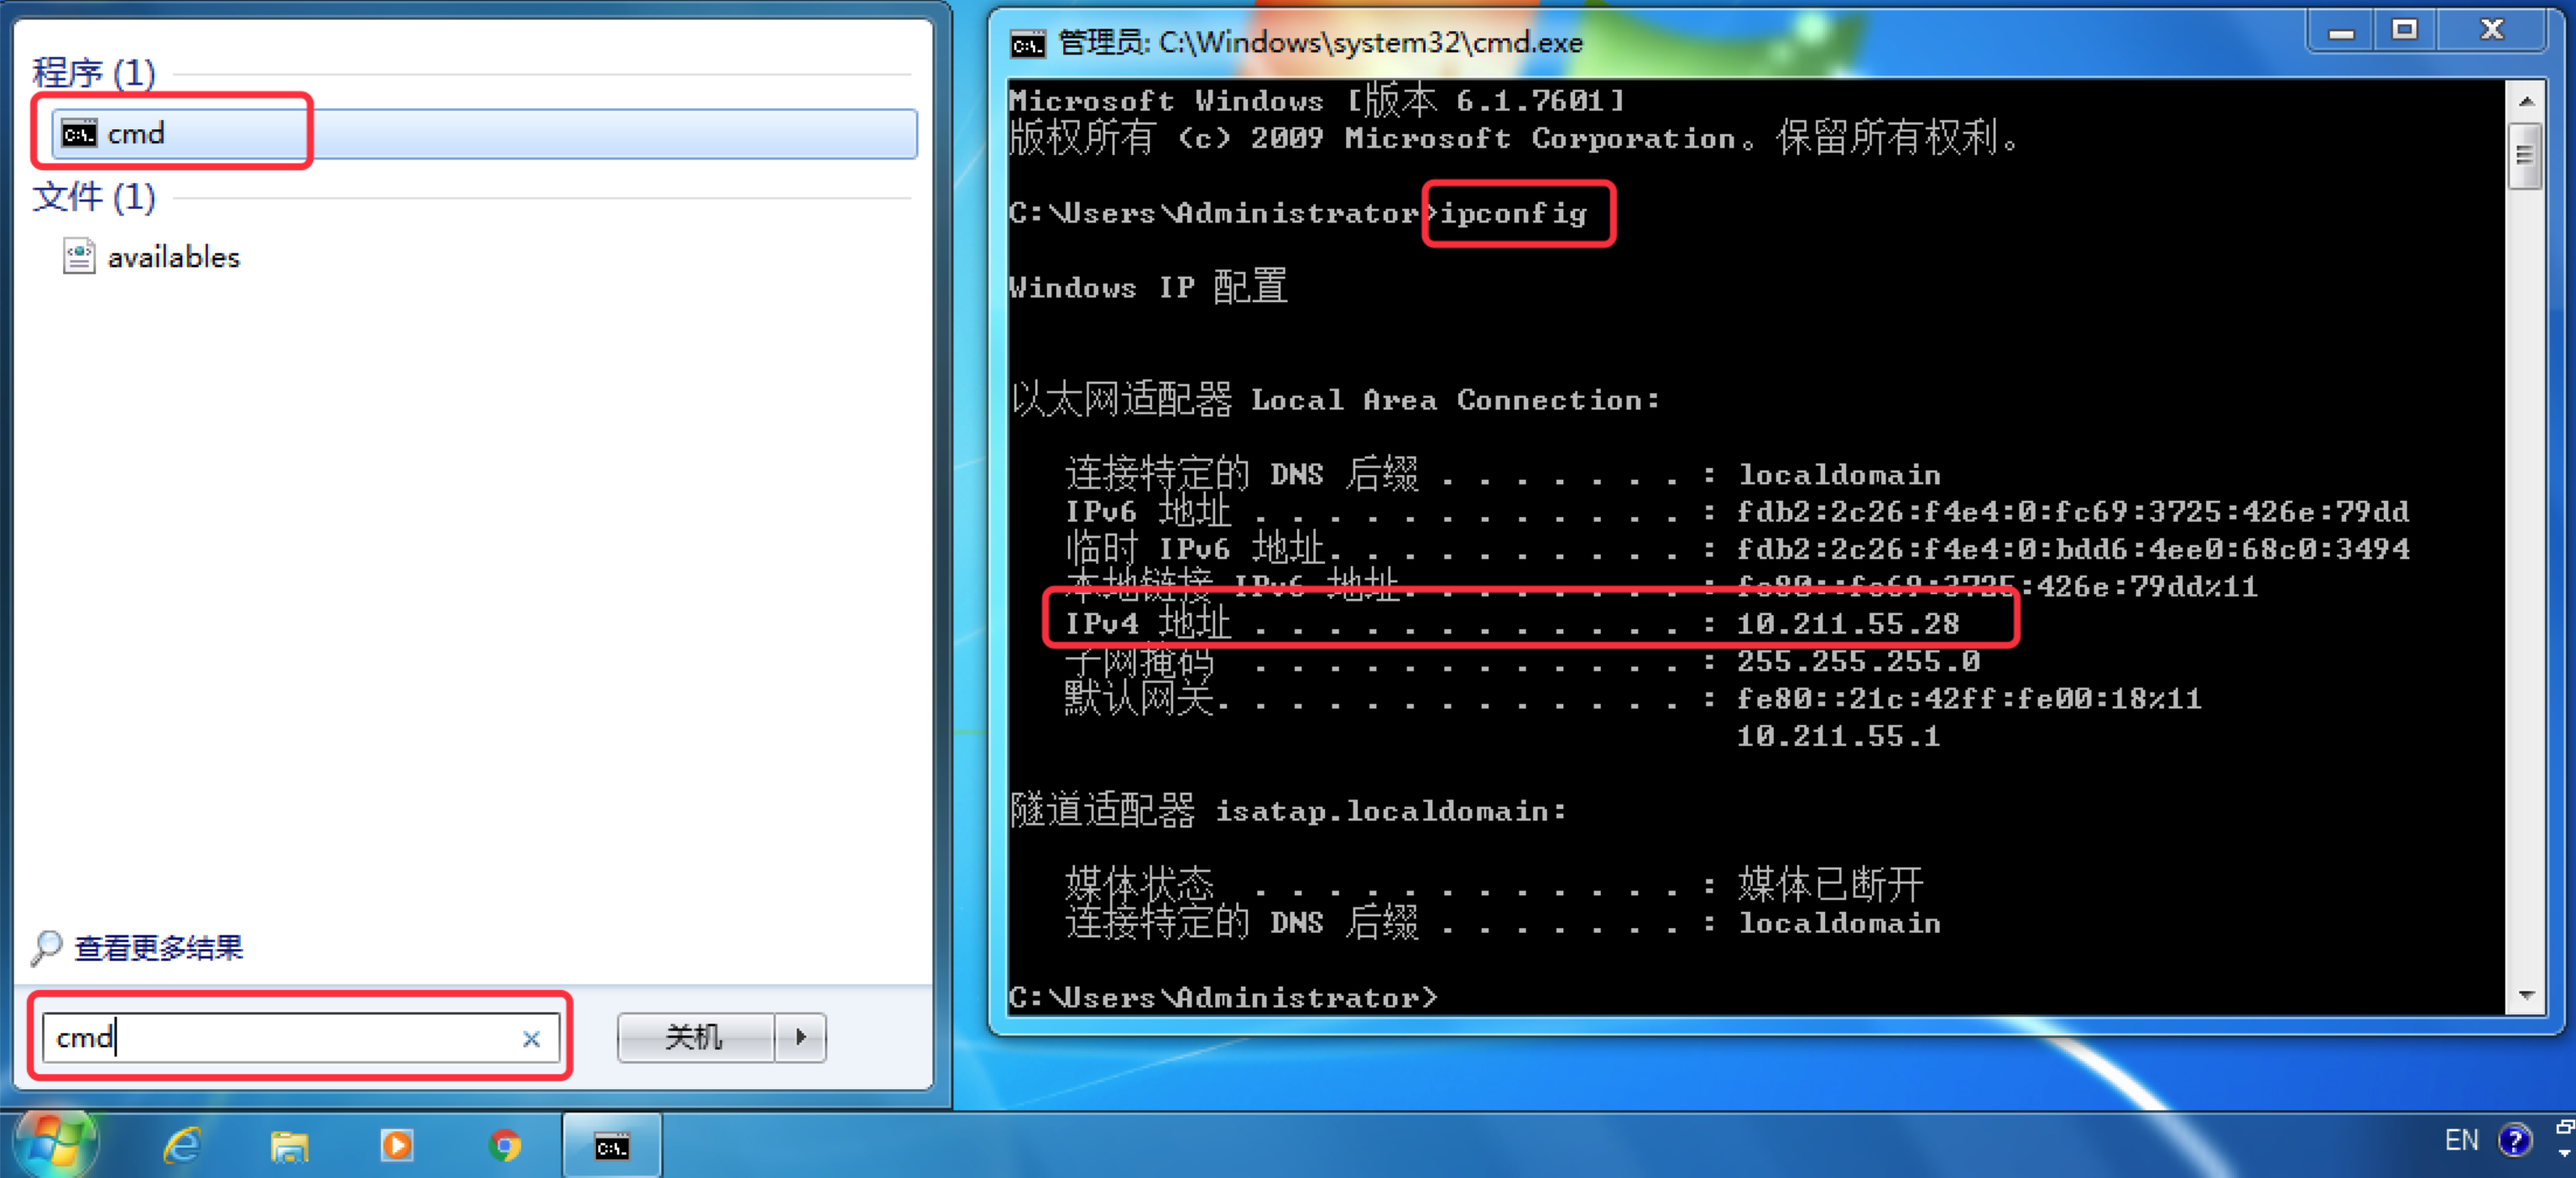 程序 (1)
cmd
文件 (1)
availables
查看更多结果
cmd
关机
管理员: C:\Windows\system32\cmd.exe
Microsoft Windows [版本 6.1.7601]
版权所有 (c) 2009 Microsoft Corporation。保留所有权利。
C:\Users\Administrator>ipconfig
Windows IP 配置
以太网适配器 Local Area Connection:
连接特定的 DNS 后缀 . . . . . . . : localdomain
IPv6 地址 . . . . . . . . . . . . : fdb2:2c26:f4e4:0:fc69:3725:426e:79dd
临时 IPv6 地址. . . . . . . . . . : fdb2:2c26:f4e4:0:bdd6:4ee0:68c0:3494
本地链接 IPv6 地址. . . . . . . . : fe80::fc69:3725:426e:79dd%11
IPv4 地址 . . . . . . . . . . . . : 10.211.55.28
子网掩码  . . . . . . . . . . . . : 255.255.255.0
默认网关. . . . . . . . . . . . . : fe80::21c:42ff:fe00:18%11
10.211.55.1
隧道适配器 isatap.localdomain:
媒体状态  . . . . . . . . . . . . : 媒体已断开
连接特定的 DNS 后缀 . . . . . . . : localdomain
C:\Users\Administrator>
EN